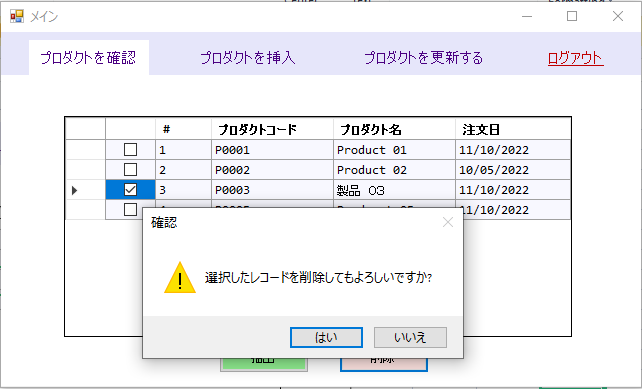 メイン
プロダクトを確認 プロダクトを挿入 プロダクトを更新する ログアウト
# プロダクトコード プロダクト名 注文日
1 P0001 Product 01 11/10/2022
2 P0002 Product 02 10/05/2022
3 P0003 製品 03 11/10/2022
11/10/2022
確認
選択したレコードを削除してもよろしいですか?
はい いいえ
削除